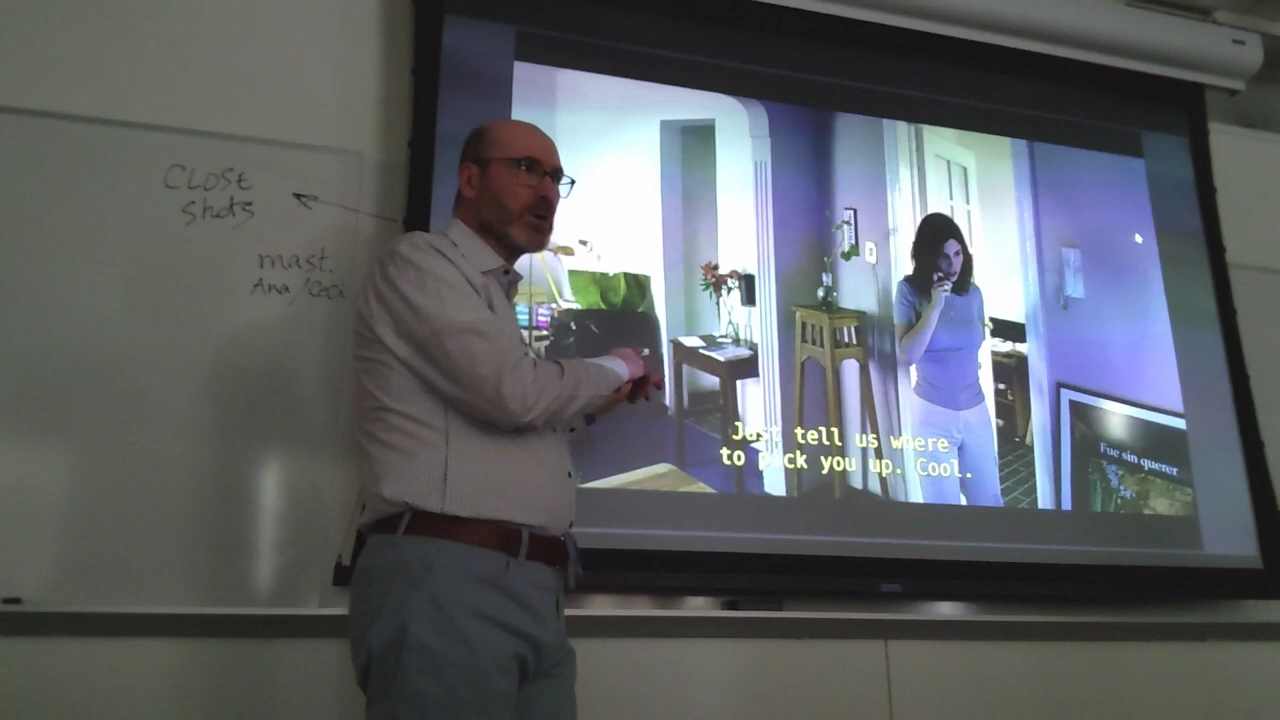 CLOSE
shots
mast.
Ana/Ceci
Just tell us where
to pick you up. Cool.
Fue sin querer